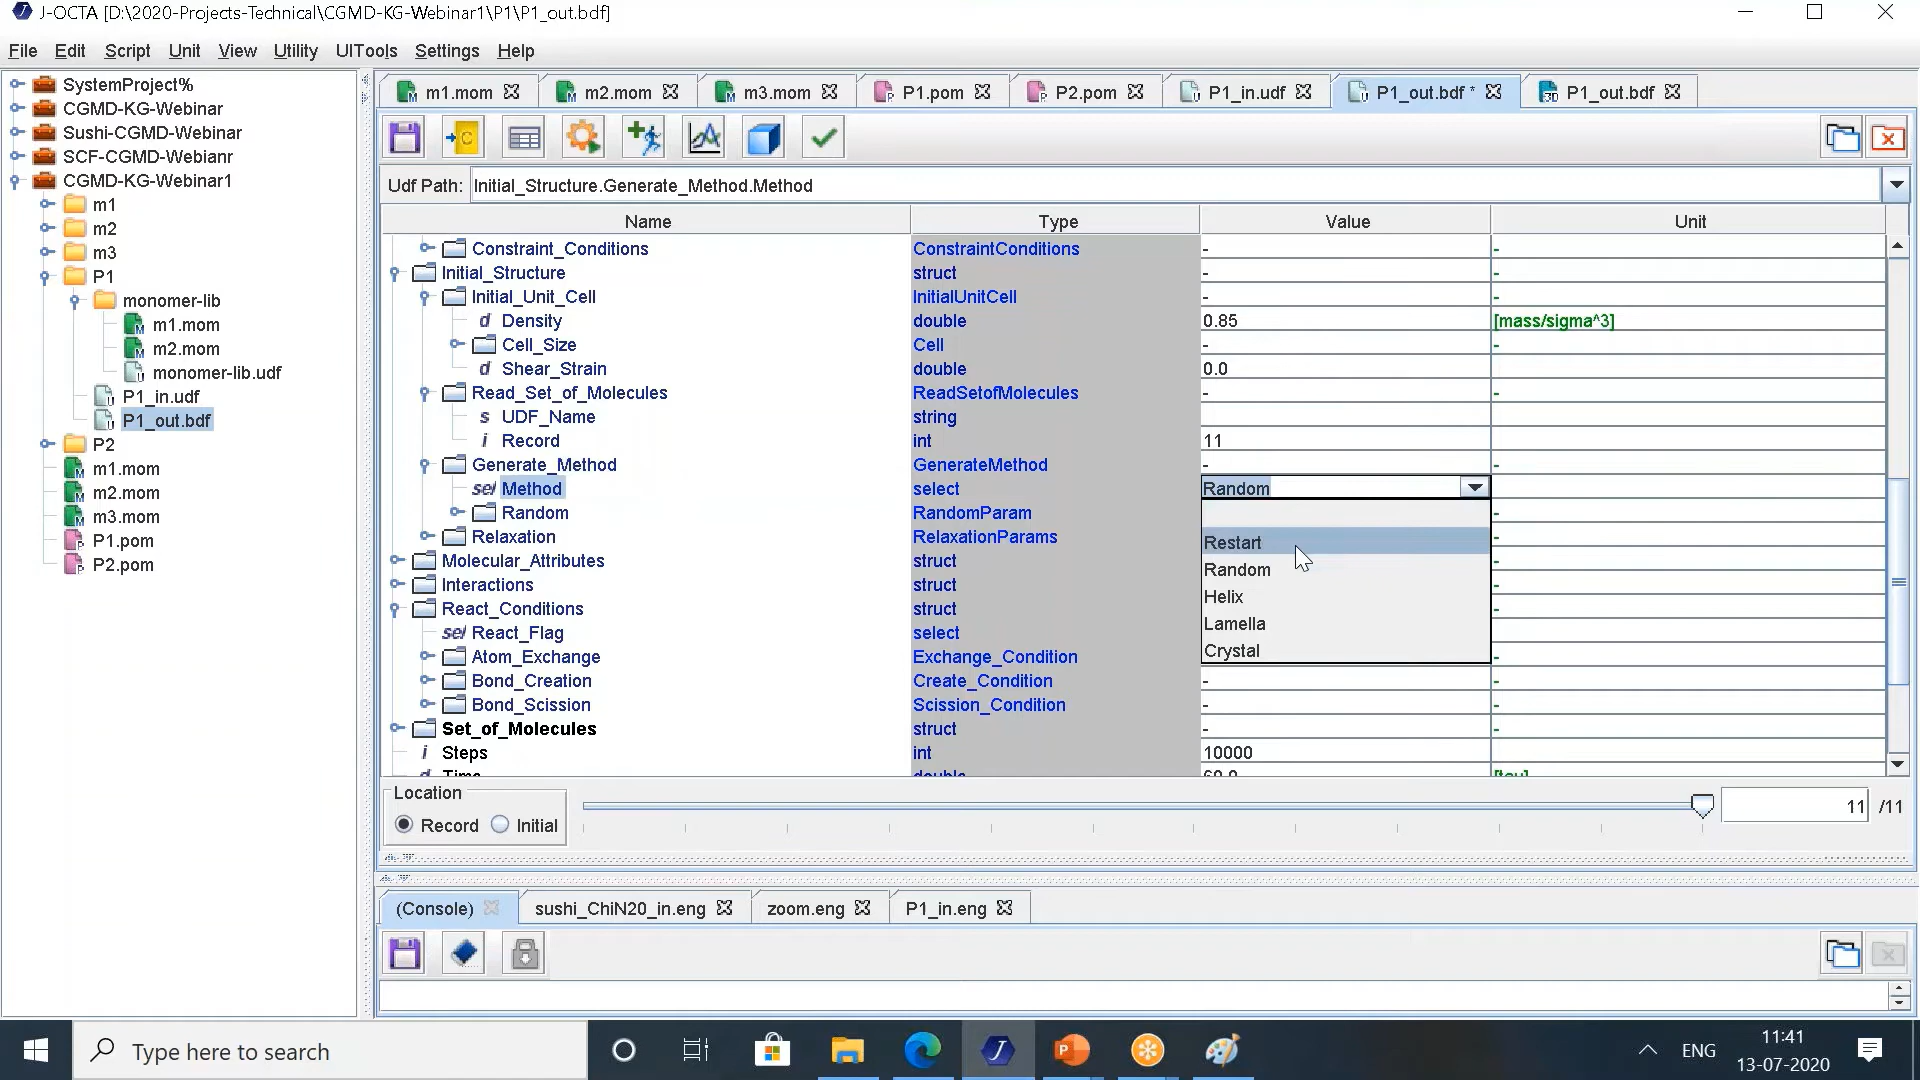 J-OCTA [D:\2020-Projects-Technical\CGMD-KG-Webinar1\P1\P1_out.bdf]
File Edit Script Unit View Utility UITools Settings Help
SystemProject%
CGMD-KG-Webinar
Sushi-CGMD-Webinar
SCF-CGMD-Webianr
CGMD-KG-Webinar1
m1
m2
m3
P1
monomer-lib
m1.mom
m2.mom
monomer-lib.udf
P1_in.udf
P1_out.bdf
P2
m1.mom
m2.mom
m3.mom
P1.pom
P2.pom
m1.mom m2.mom m3.mom P1.pom P2.pom P1_in.udf P1_out.bdf * P1_out.bdf
Udf Path: Initial_Structure.Generate_Method.Method
Name Type Value Unit
Constraint_Conditions ConstraintConditions - -
Initial_Structure struct - -
Initial_Unit_Cell InitialUnitCell - -
d Density double 0.85 [mass/sigma^3]
Cell_Size Cell - -
d Shear_Strain double 0.0
Read_Set_of_Molecules ReadSetofMolecules - -
s UDF_Name string
i Record int 11
Generate_Method GenerateMethod - -
sel Method select Random
Random RandomParam -
Relaxation RelaxationParams -
Molecular_Attributes struct -
Interactions struct -
React_Conditions struct -
sel React_Flag select
Atom_Exchange Exchange_Condition -
Bond_Creation Create_Condition - -
Bond_Scission Scission_Condition - -
Set_of_Molecules struct - -
i Steps int 10000
d Time double 60.0 [tau]
Restart
Random
Helix
Lamella
Crystal
Location
Record Initial
11 /11
(Console) sushi_ChiN20_in.eng zoom.eng P1_in.eng
Type here to search
ENG
11:41
13-07-2020